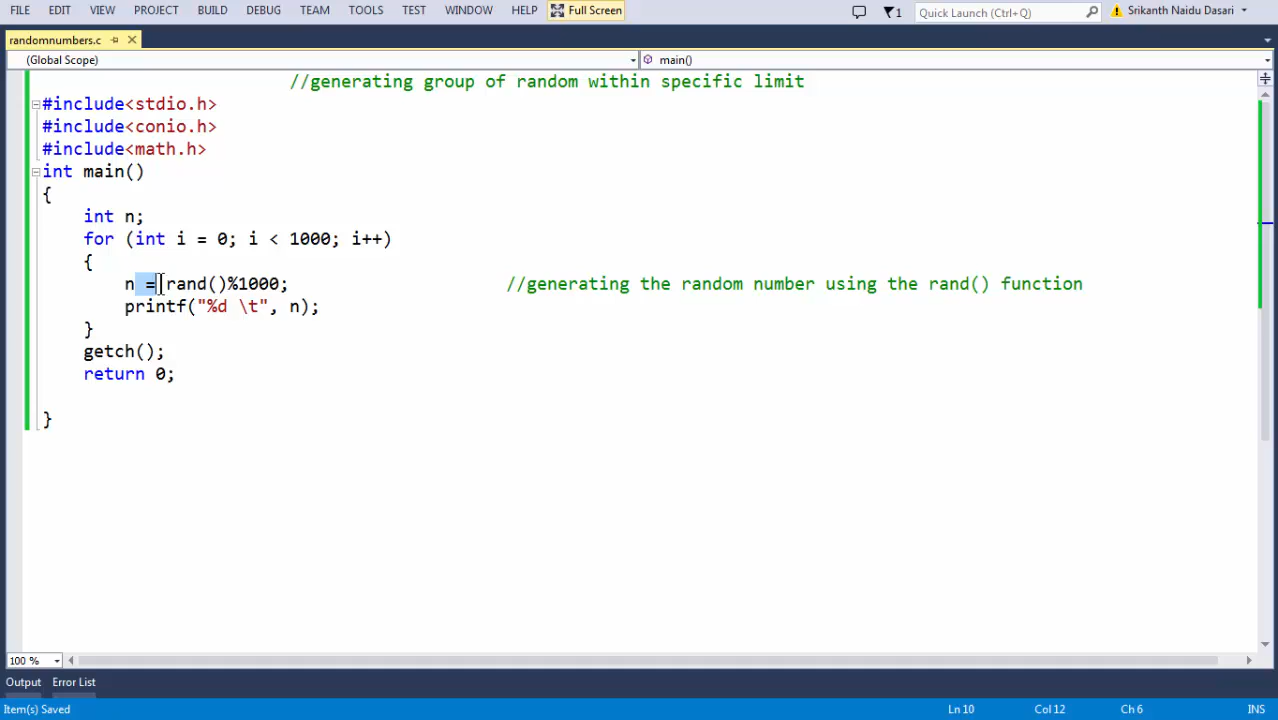 FILE EDIT VIEW PROJECT BUILD DEBUG TEAM TOOLS TEST WINDOW HELP Full Screen 1 Quick Launch (Ctrl+Q) Srikanth Naidu Dasari
randomnumbers.c
(Global Scope) main()
//generating group of random within specific limit
#include<stdio.h>
#include<conio.h>
#include<math.h>
int main()
{
int n;
for (int i = 0; i < 1000; i++)
{
n = rand()%1000; //generating the random number using the rand() function
printf("%d \t", n);
}
getch();
return 0;
}
100 %
Output Error List
Item(s) Saved Ln 10 Col 12 Ch 6 INS